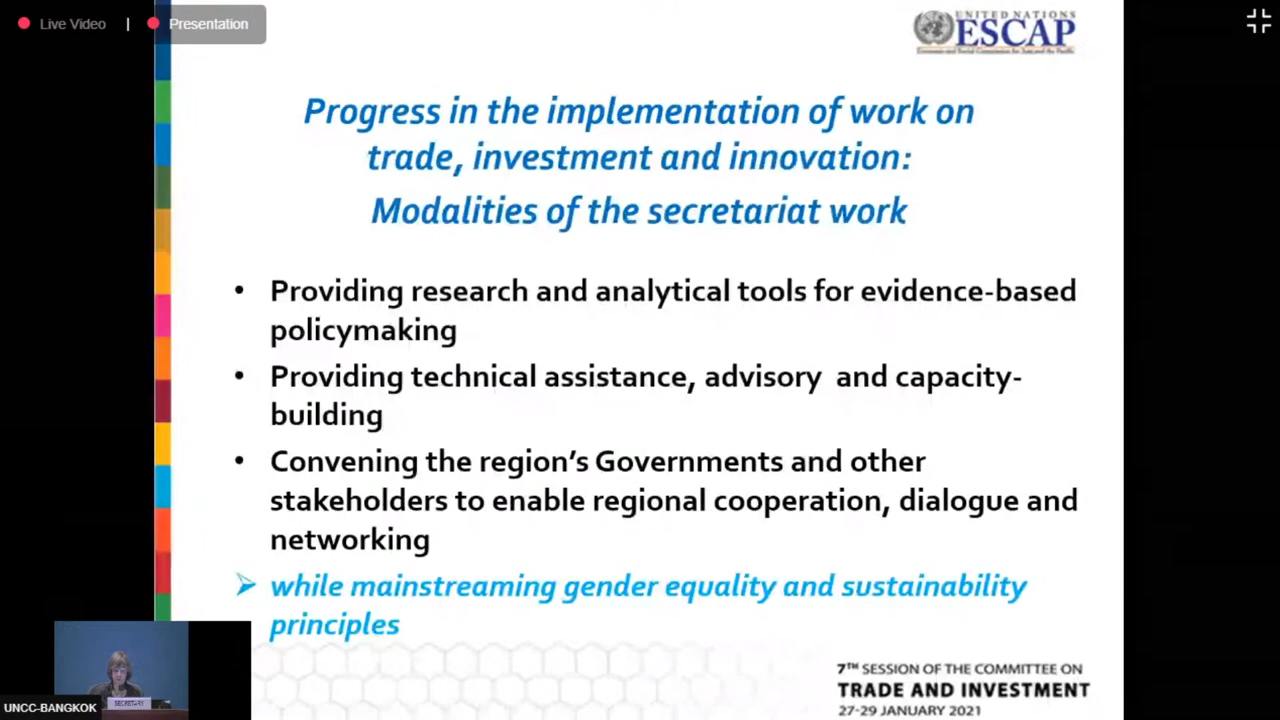 Live Video | Presentation
UNITED NATIONS
ESCAP
Economic and Social Commission for Asia and the Pacific
Progress in the implementation of work on
trade, investment and innovation:
Modalities of the secretariat work
• Providing research and analytical tools for evidence-based
policymaking
• Providing technical assistance, advisory and capacity-
building
• Convening the region’s Governments and other
stakeholders to enable regional cooperation, dialogue and
networking
➢ while mainstreaming gender equality and sustainability
principles
SECRETARY
UNCC-BANGKOK
7TH SESSION OF THE COMMITTEE ON
TRADE AND INVESTMENT
27-29 JANUARY 2021